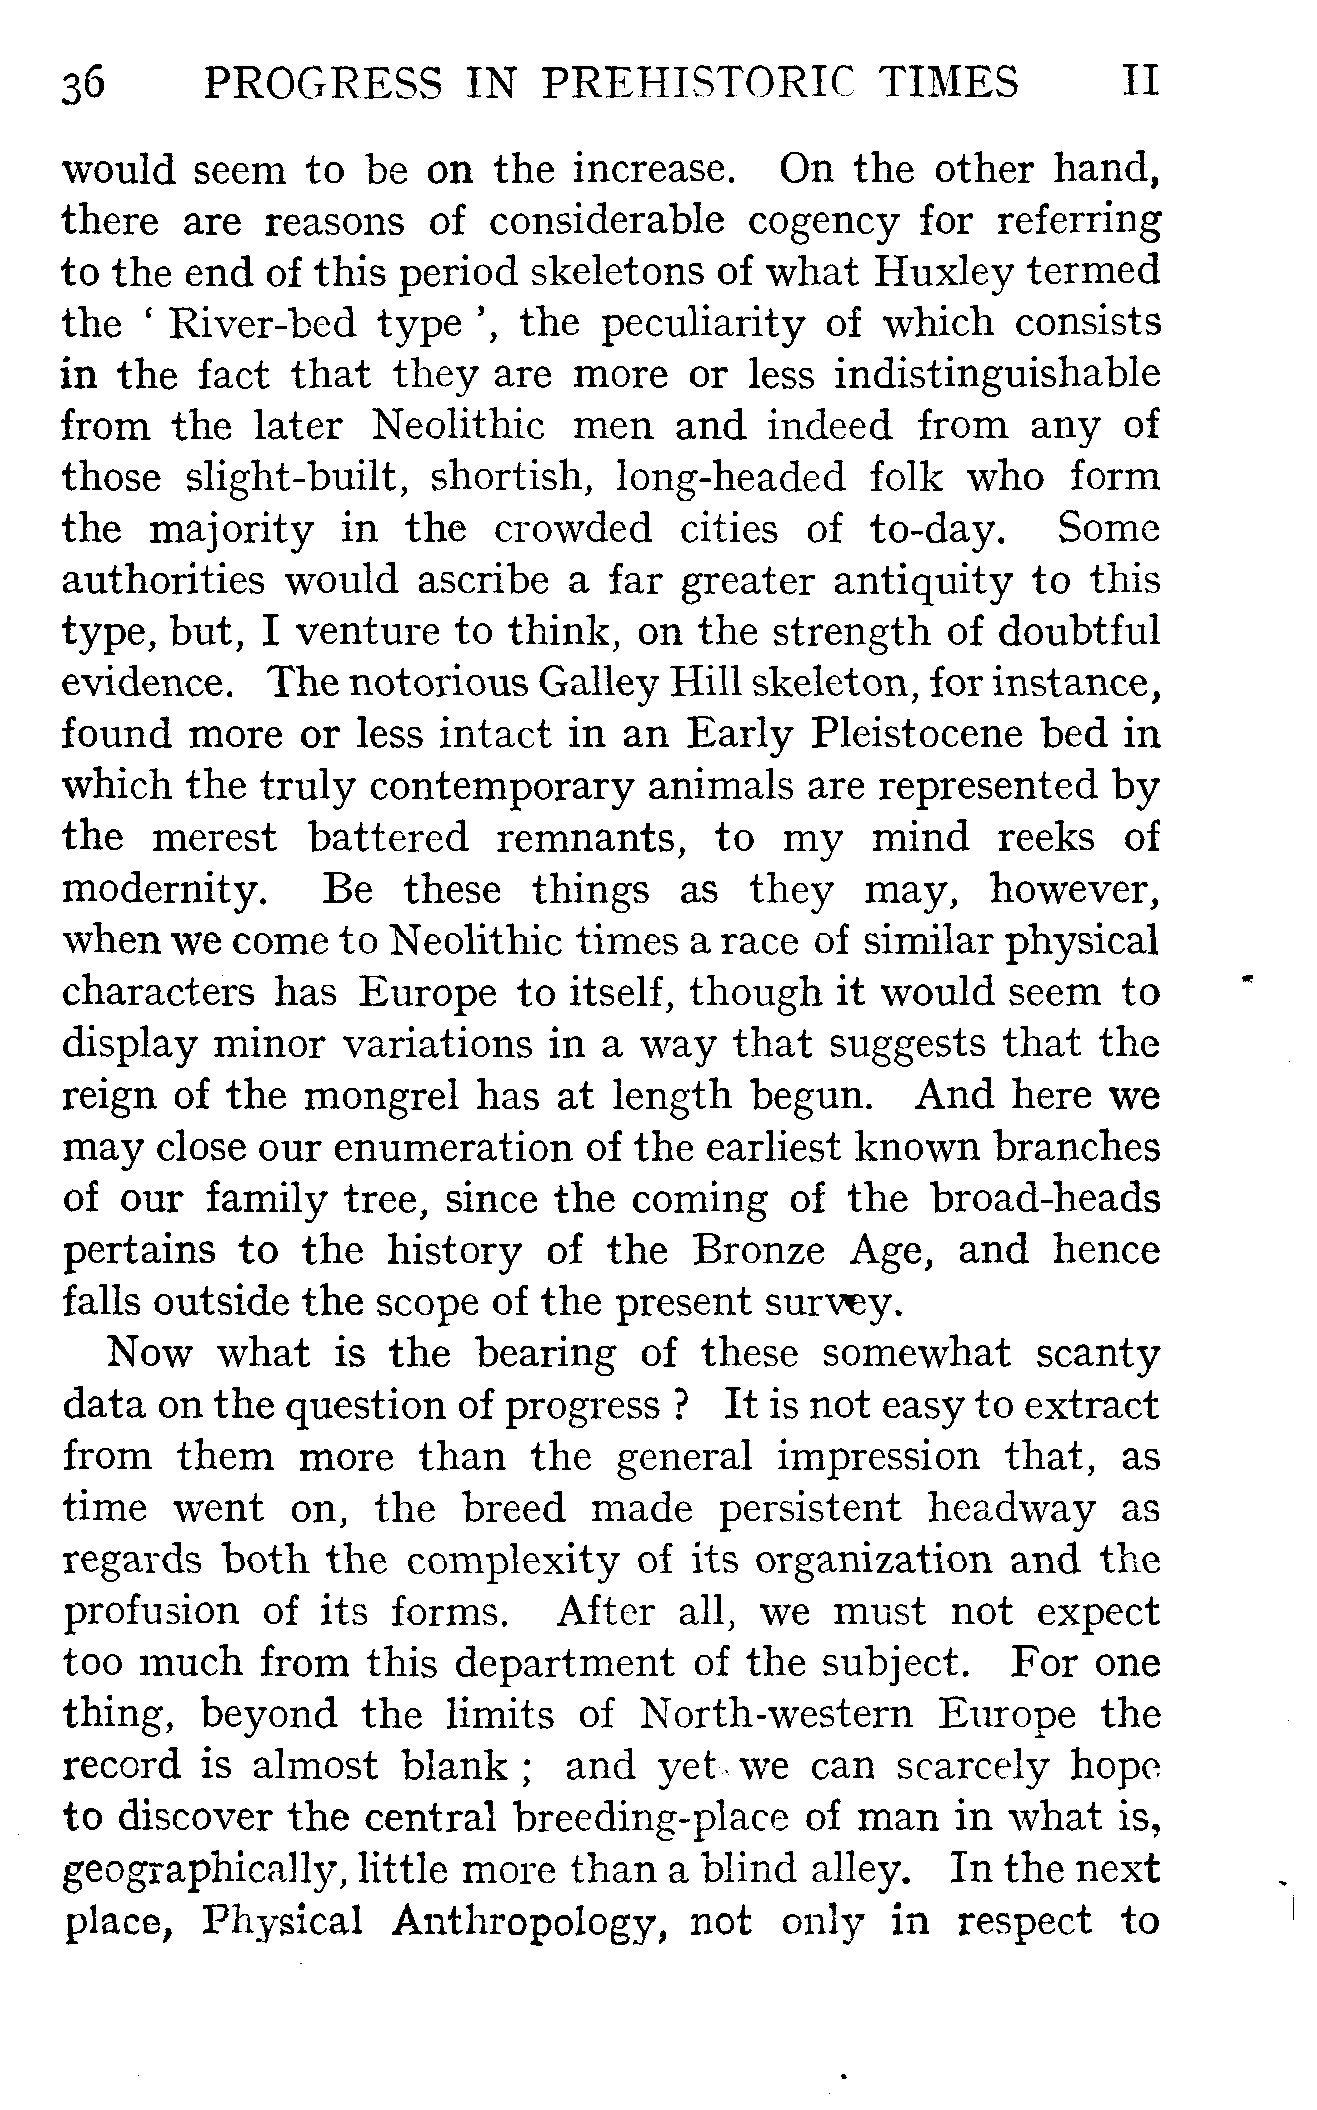 36 PROGRESS IN PREHISTORIC TIMES II
would seem to be on the increase. On the other hand,
there are reasons of considerable cogency for referring
to the end of this period skeletons of what Huxley termed
the ‘ River-bed type ’, the peculiarity of which consists
in the fact that they are more or less indistinguishable
from the later Neolithic men and indeed from any of
those slight-built, shortish, long-headed folk who form
the majority in the crowded cities of to-day. Some
authorities would ascribe a far greater antiquity to this
type, but, I venture to think, on the strength of doubtful
evidence. The notorious Galley Hill skeleton, for instance,
found more or less intact in an Early Pleistocene bed in
which the truly contemporary animals are represented by
the merest battered remnants, to my mind reeks of
modernity. Be these things as they may, however,
when we come to Neolithic times a race of similar physical
characters has Europe to itself, though it would seem to
display minor variations in a way that suggests that the
reign of the mongrel has at length begun. And here we
may close our enumeration of the earliest known branches
of our family tree, since the coming of the broad-heads
pertains to the history of the Bronze Age, and hence
falls outside the scope of the present survey.
Now what is the bearing of these somewhat scanty
data on the question of progress ? It is not easy to extract
from them more than the general impression that, as
time went on, the breed made persistent headway as
regards both the complexity of its organization and the
profusion of its forms. After all, we must not expect
too much from this department of the subject. For one
thing, beyond the limits of North-western Europe the
record is almost blank ; and yet we can scarcely hope
to discover the central breeding-place of man in what is,
geographically, little more than a blind alley. In the next
place, Physical Anthropology, not only in respect to